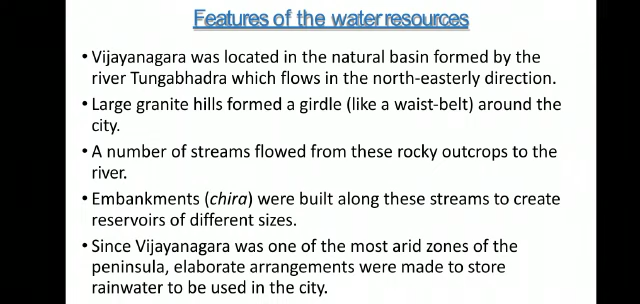 Features of the water resources
• Vijayanagara was located in the natural basin formed by the
river Tungabhadra which flows in the north-easterly direction.
• Large granite hills formed a girdle (like a waist-belt) around the
city.
• A number of streams flowed from these rocky outcrops to the
river.
• Embankments (chira) were built along these streams to create
reservoirs of different sizes.
• Since Vijayanagara was one of the most arid zones of the
peninsula, elaborate arrangements were made to store
rainwater to be used in the city.